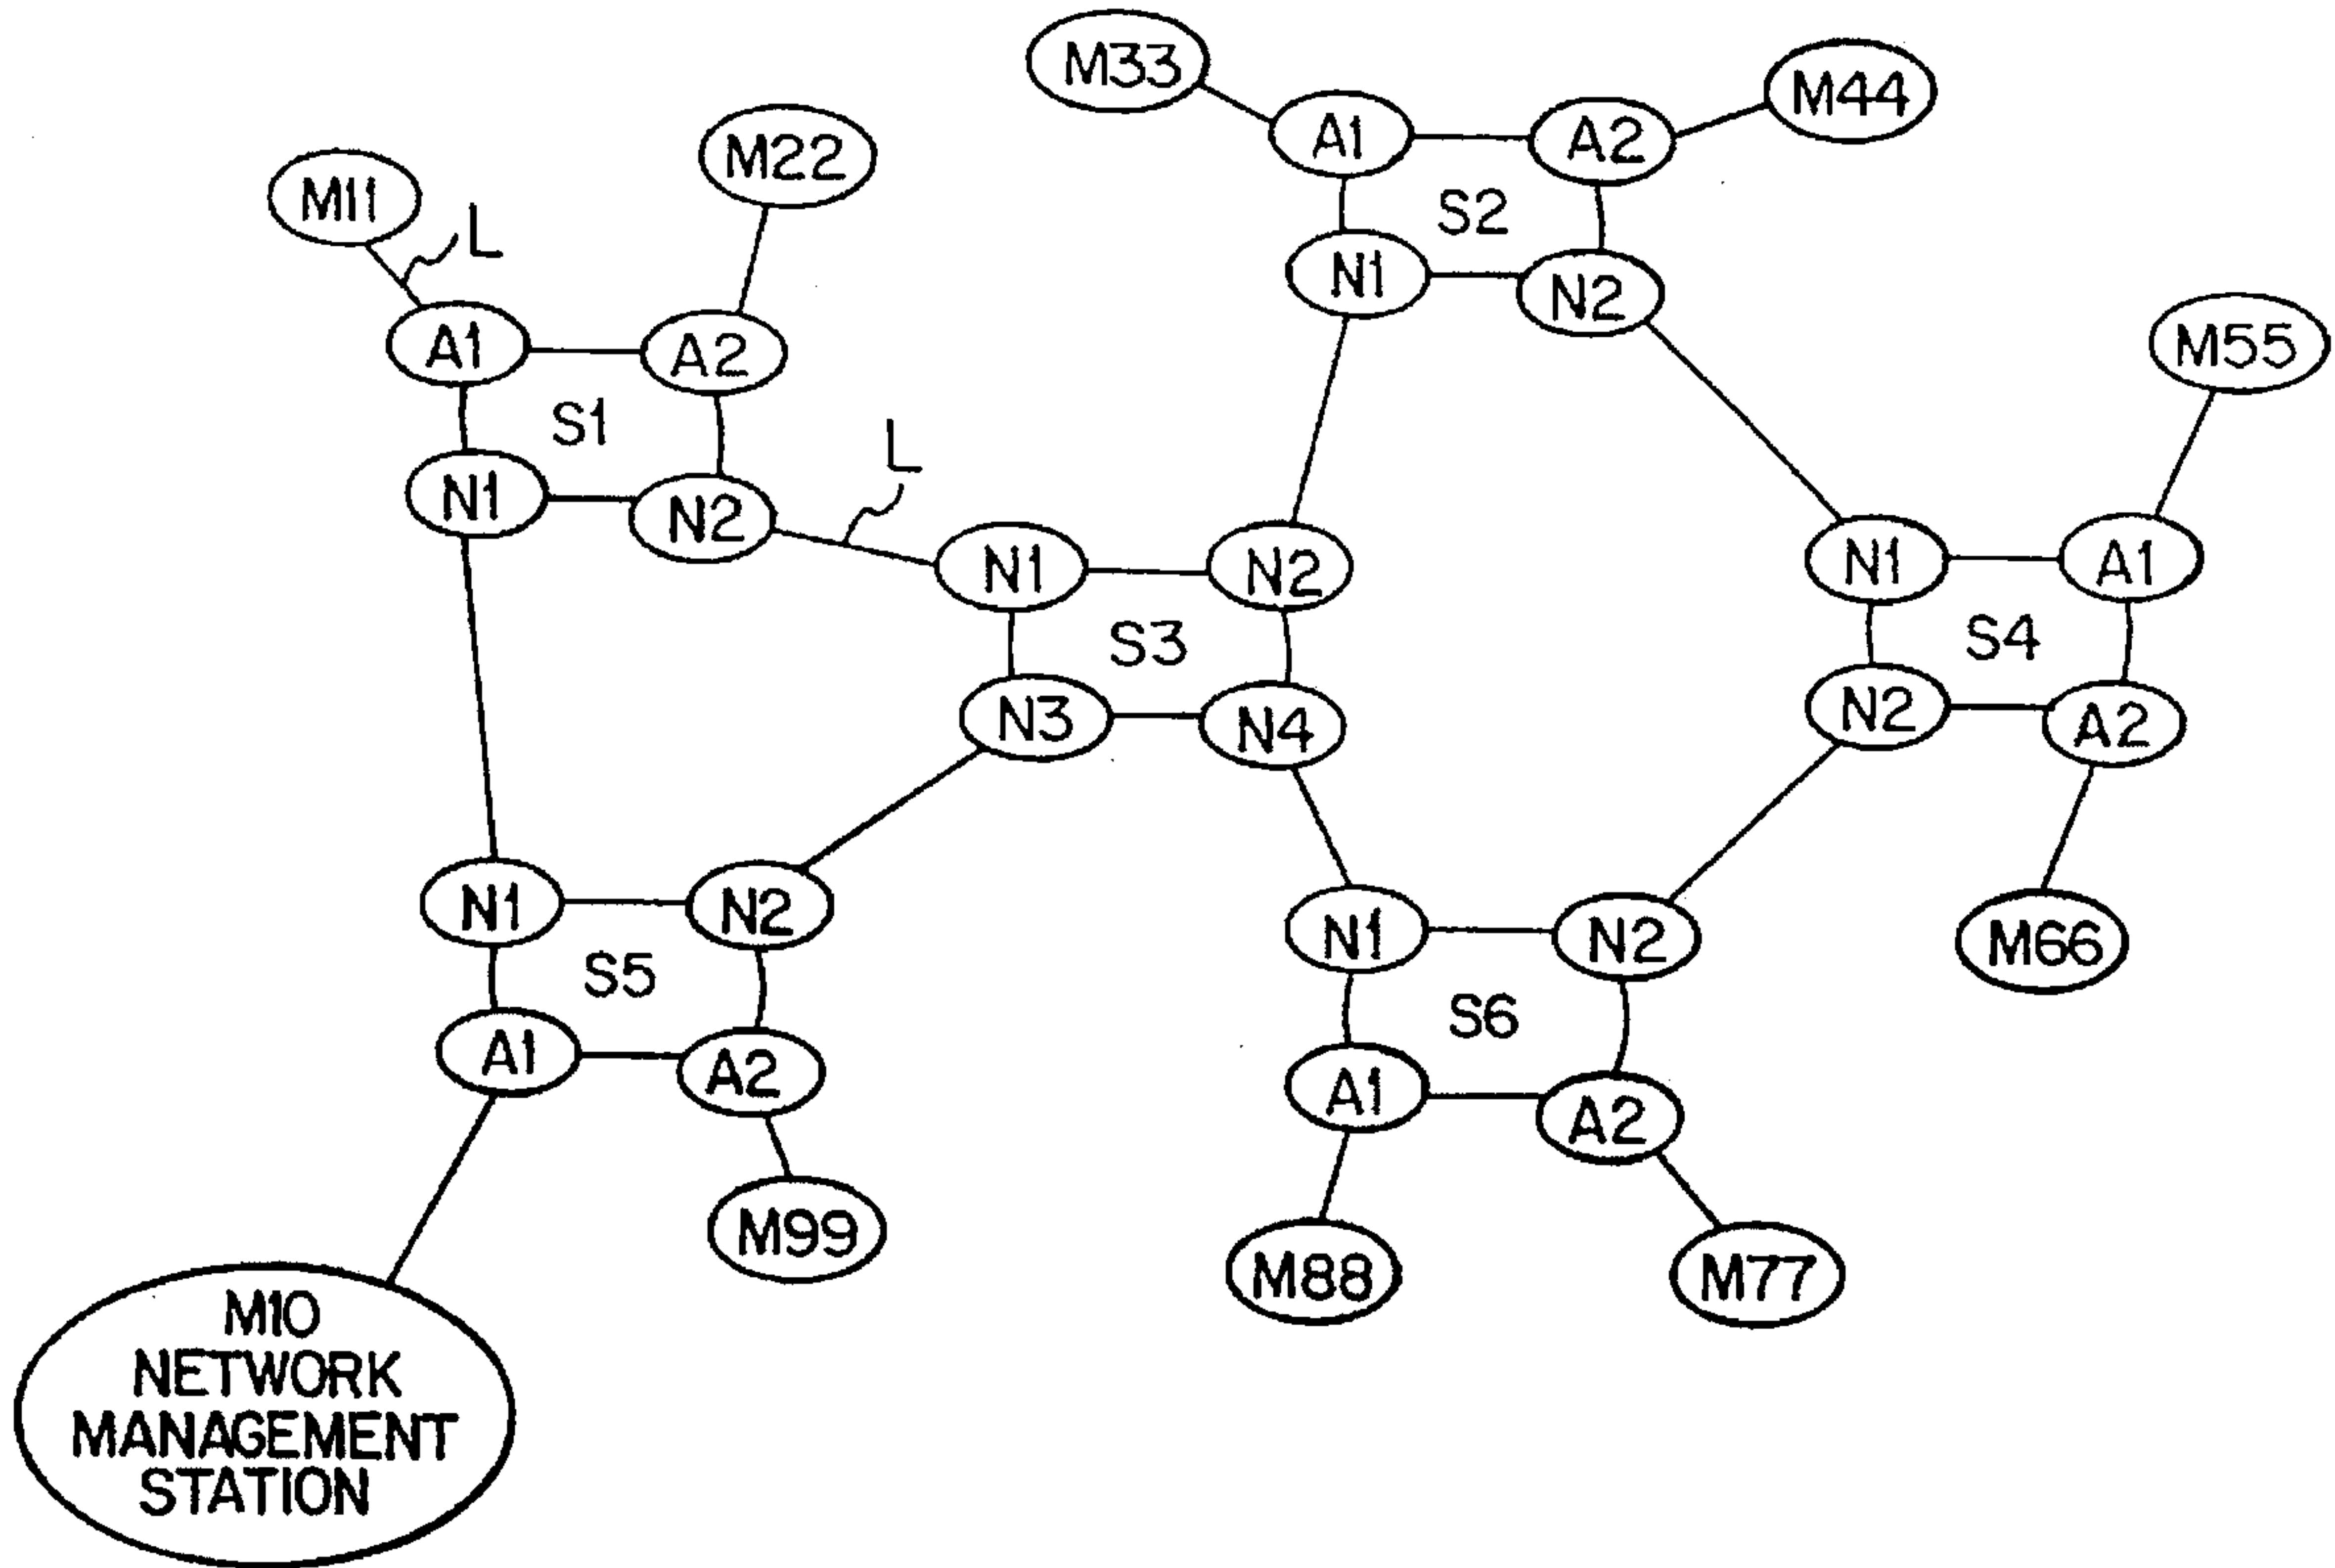 M33
M44
M22
A1
A2
M11
L
S2
N1
N2
M55
A1
A2
S1
L
N1
N2
N1
N2
N1
A1
S3
S4
N3
N4
N2
A2
N1
N2
N1
N2
M66
S5
S6
A1
A2
A1
A2
M99
M88
M77
M10
NETWORK
MANAGEMENT
STATION